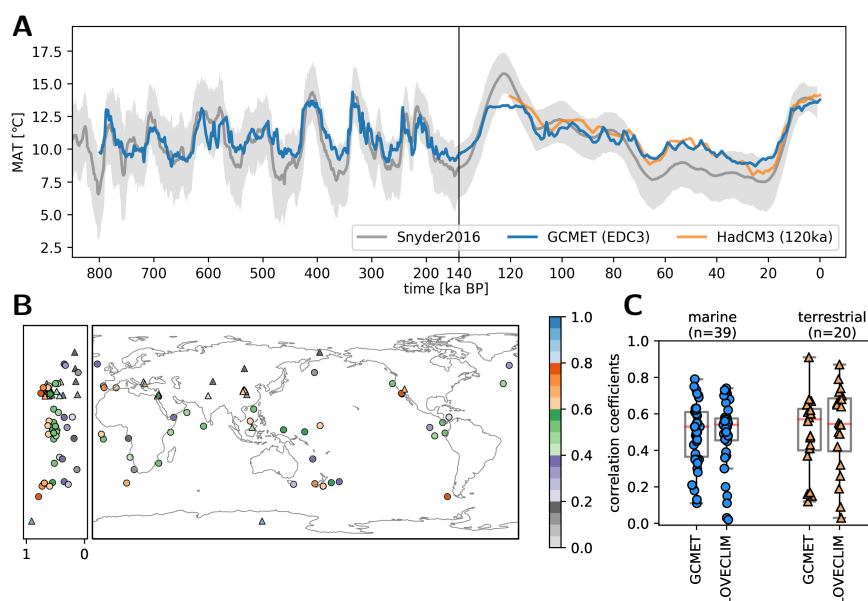 A
17.5
15.0
12.5
10.0
7.5
5.0
2.5
MAT [°C]
Snyder2016
GCMET (EDC3)
HadCM3 (120ka)
800
700
600
500
400
300
200
140
120
100
80
60
40
20
0
time [ka BP]
B
1
0
1.0
0.8
0.6
0.4
0.2
0.0
C
marine
(n=39)
terrestrial
(n=20)
correlation coefficients
1.0
0.8
0.6
0.4
0.2
0.0
GCMET
LOVECLIM
GCMET
LOVECLIM